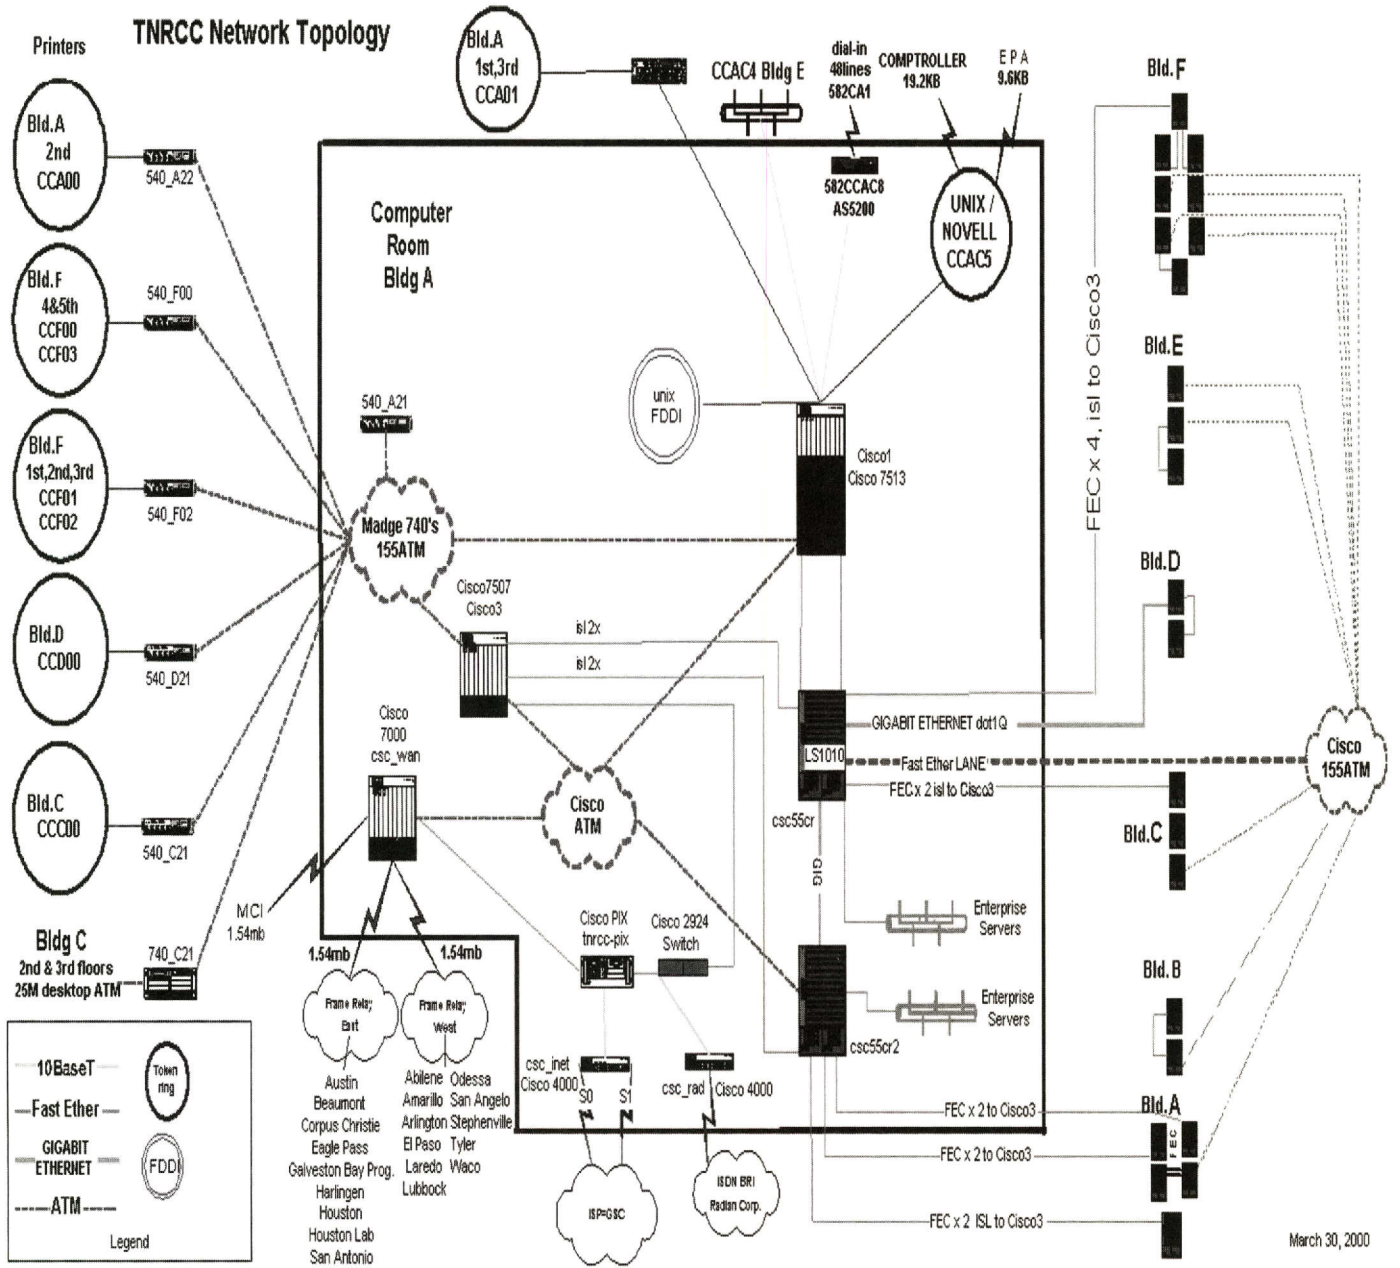 TNRCC Network Topology
Printers
Bld.A
2nd
CCA00
540_A22
Bld.F
4&5th
CCF00
CCF03
540_F00
Bld.F
1st,2nd,3rd
CCF01
CCF02
540_F02
Bld.D
CCD00
540_D21
Bld.C
CCC00
540_C21
Bldg C
2nd & 3rd floors
25M desktop ATM
740_C21
Bld.A
1st,3rd
CCA01
CCAC4 Bldg E
dial-in
48lines
582CA1
COMPTROLLER
19.2KB
E P A
9.6KB
582CCAC8
AS5200
UNIX /
NOVELL
CCAC5
Computer
Room
Bldg A
unix
FDDI
540_A21
Madge 740's
155ATM
Cisco1
Cisco 7513
Cisco7507
Cisco3
isl 2x
isl 2x
Cisco
7000
csc_wan
Cisco
ATM
LS1010
csc55cr
GIG
GIGABIT ETHERNET dot1Q
Fast Ether LANE
FEC x 2 isl to Cisco3
FEC x 4, isl to Cisco3
MCI
1.54mb
1.54mb
1.54mb
Frame Relay
East
Frame Relay
West
Austin
Beaumont
Corpus Christie
Eagle Pass
Galveston Bay Prog.
Harlingen
Houston
Houston Lab
San Antonio
Abilene
Amarillo
Arlington
El Paso
Laredo
Lubbock
Odessa
San Angelo
Stephenville
Tyler
Waco
Cisco PIX
tnrcc-pix
Cisco 2924
Switch
csc_inet
Cisco 4000
S0
S1
csc_rad
Cisco 4000
ISP=GSC
ISDN BRI
Radian Corp.
Enterprise
Servers
Enterprise
Servers
csc55cr2
FEC x 2 to Cisco3
FEC x 2 to Cisco3
FEC x 2 ISL to Cisco3
Bld.F
Bld.E
Bld.D
Cisco
155ATM
Bld.C
Bld.B
Bld.A
FEC
10BaseT
Fast Ether
GIGABIT
ETHERNET
ATM
Token
ring
FDDI
Legend
March 30, 2000